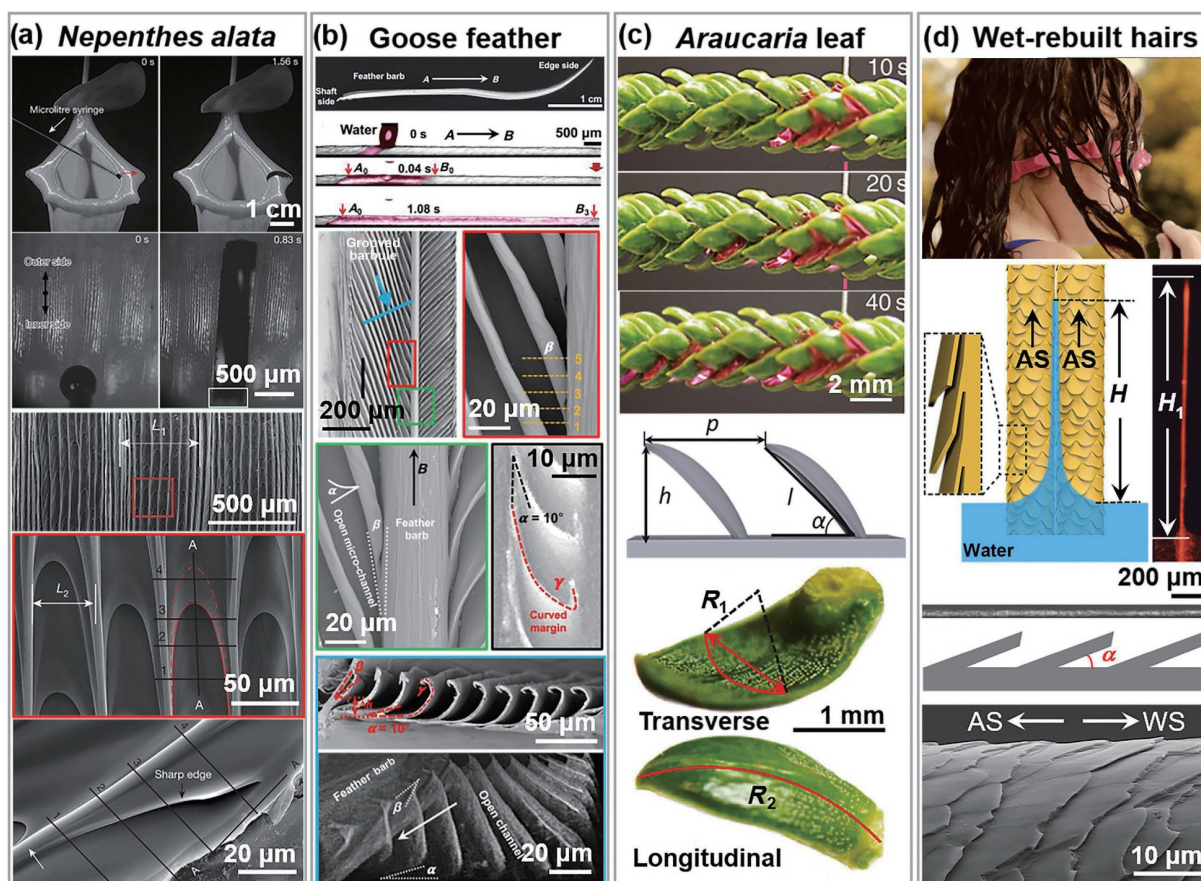 (a) Nepenthes alata
0 s
1.56 s
Microlitre syringe
1 cm
0 s
0.83 s
Outer side
Inner side
500 µm
L1
500 µm
A
L2
4
3
2
1
A
50 µm
4
A
Sharp edge
3
2
1
A
20 µm
(b) Goose feather
Edge side
Feather barb
A
B
Shaft side
1 cm
Water
0 s
A
B
500 µm
A0
0.04 s
B0
A0
1.08 s
B3
Grooved barbule
200 µm
β
5
4
3
2
1
20 µm
B
α
β
Open micro-channel
Feather barb
20 µm
10 µm
α = 10°
γ
Curved margin
β
γ
h
α = 10°
50 µm
Feather barb
β
Open channel
α
20 µm
(c) Araucaria leaf
10 s
20 s
40 s
2 mm
p
h
l
α
R1
Transverse
1 mm
R2
Longitudinal
(d) Wet-rebuilt hairs
AS
AS
H
H1
Water
200 µm
α
AS
WS
10 µm